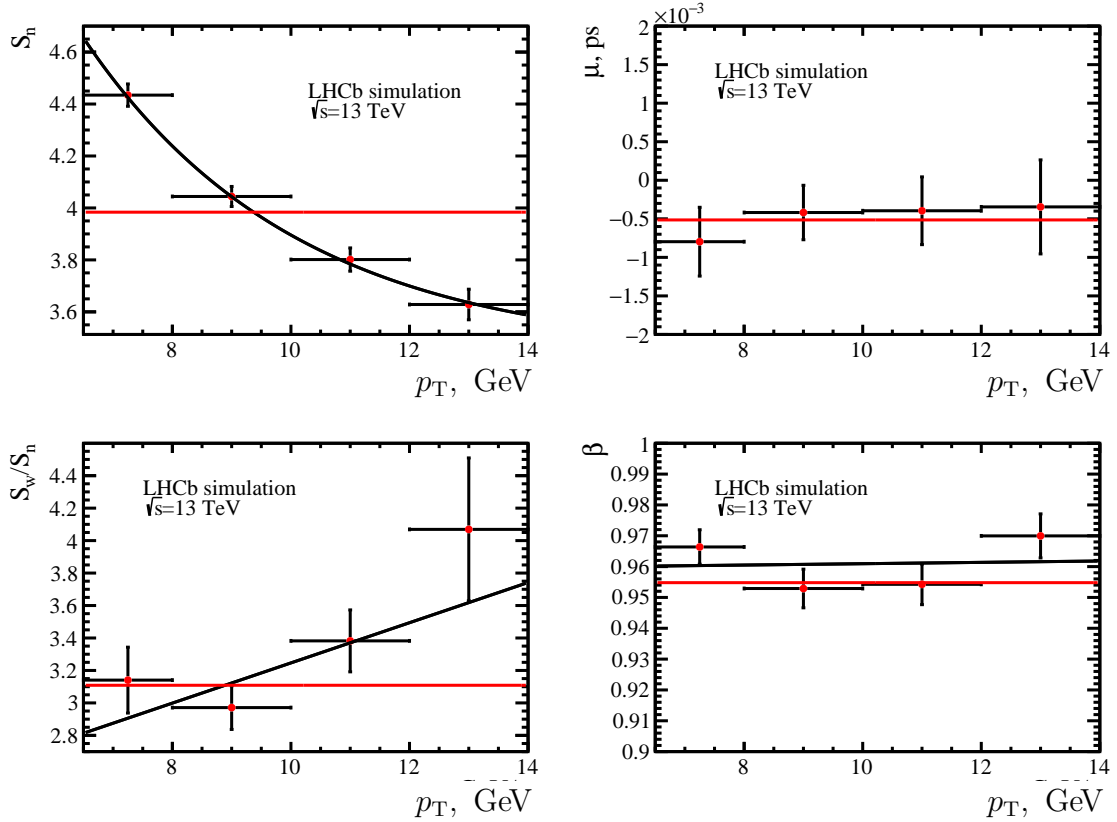 S_n
4.6
4.4
4.2
4
3.8
3.6
LHCb simulation
√s=13 TeV
8 10 12 14
p_T, GeV
μ, ps
×10⁻³
2
1.5
1
0.5
0
−0.5
−1
−1.5
−2
LHCb simulation
√s=13 TeV
8 10 12 14
p_T, GeV
S_w/S_n
4.4
4.2
4
3.8
3.6
3.4
3.2
3
2.8
LHCb simulation
√s=13 TeV
8 10 12 14
p_T, GeV
β
1
0.99
0.98
0.97
0.96
0.95
0.94
0.93
0.92
0.91
0.9
LHCb simulation
√s=13 TeV
8 10 12 14
p_T, GeV